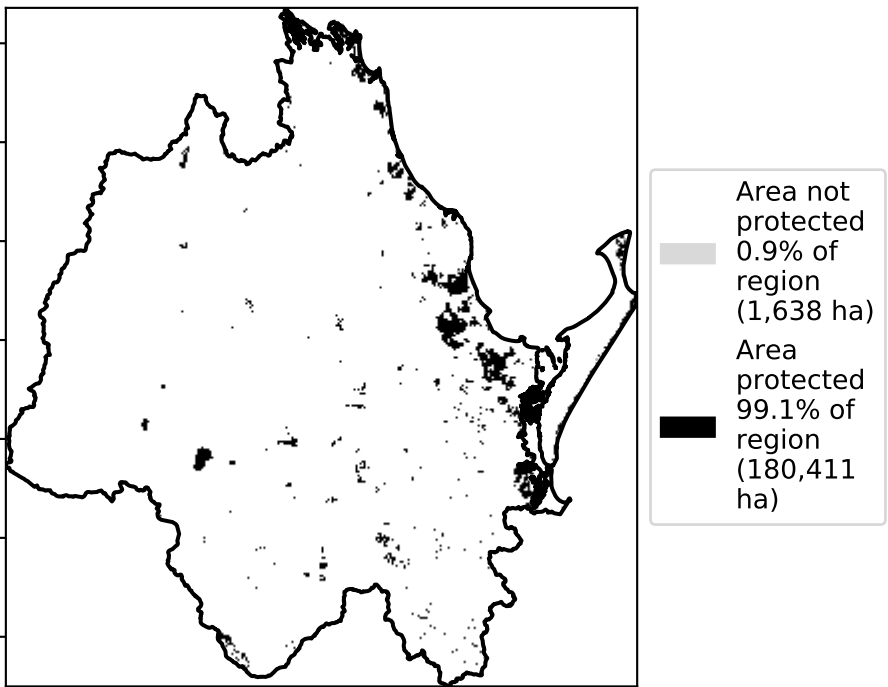 Area not
protected
0.9% of
region
(1,638 ha)
Area
protected
99.1% of
region
(180,411
ha)